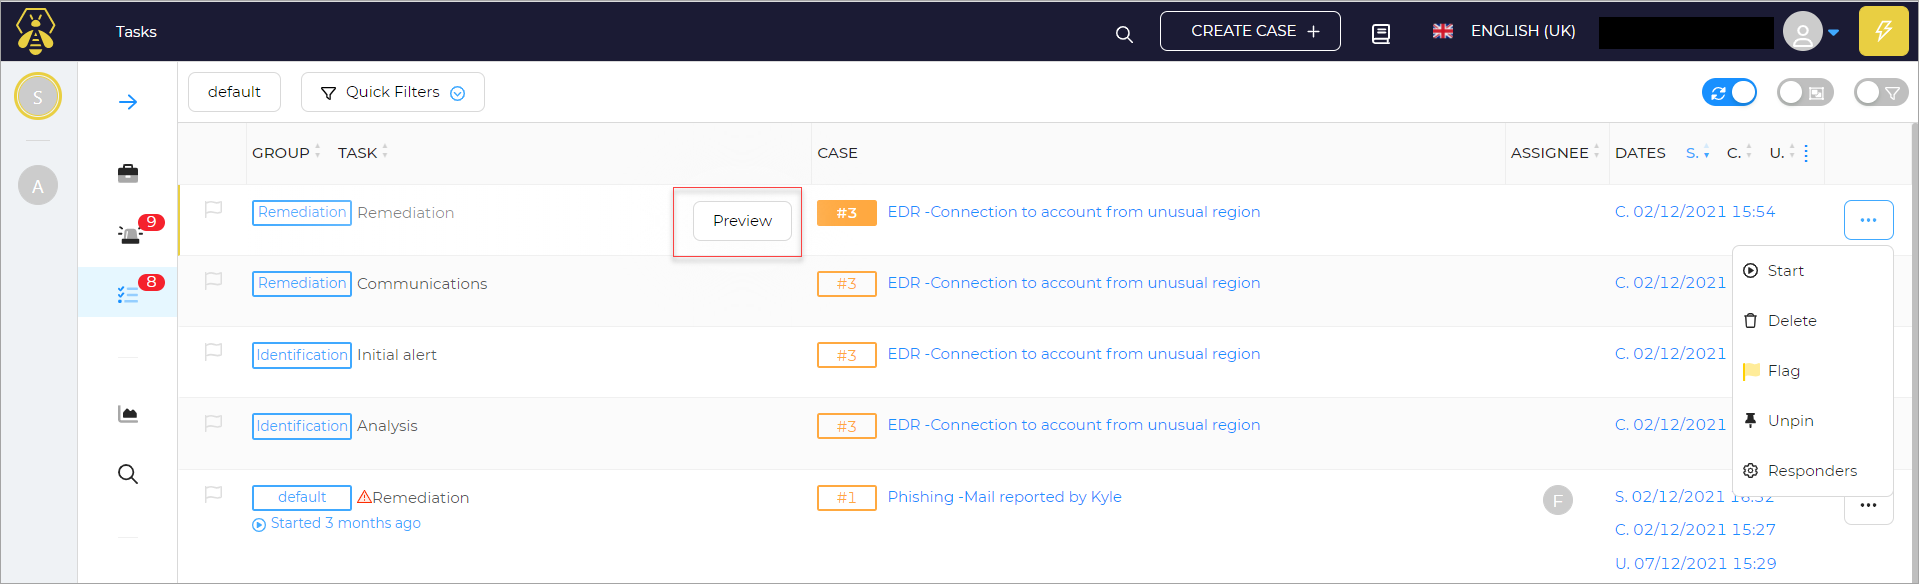 Tasks
CREATE CASE +
ENGLISH (UK)
S
A
9
8
default
Quick Filters
GROUP TASK CASE ASSIGNEE DATES S. C. U.
Remediation Remediation Preview #3 EDR -Connection to account from unusual region C. 02/12/2021 15:54 ...
Remediation Communications #3 EDR -Connection to account from unusual region C. 02/12/2021
Identification Initial alert #3 EDR -Connection to account from unusual region C. 02/12/2021
Identification Analysis #3 EDR -Connection to account from unusual region C. 02/12/2021
Start
Delete
Flag
Unpin
Responders
default Remediation #1 Phishing -Mail reported by Kyle F S. 02/12/2021 ...
Started 3 months ago
C. 02/12/2021 15:27
U. 07/12/2021 15:29